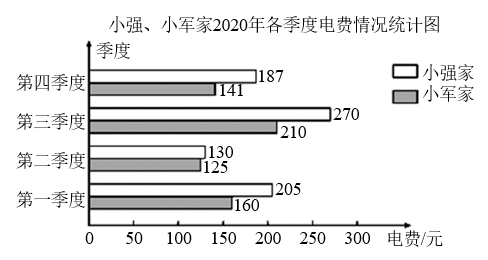 小强、小军家2020年各季度电费情况统计图
季度
小强家
小军家
第四季度
187
141
第三季度
270
210
第二季度
130
125
第一季度
205
160
0 50 100 150 200 250 300 电费/元